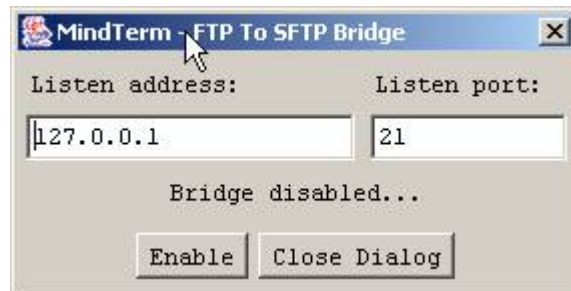 MindTerm - FTP To SFTP Bridge
Listen address: Listen port:
127.0.0.1 21
Bridge disabled...
Enable Close Dialog